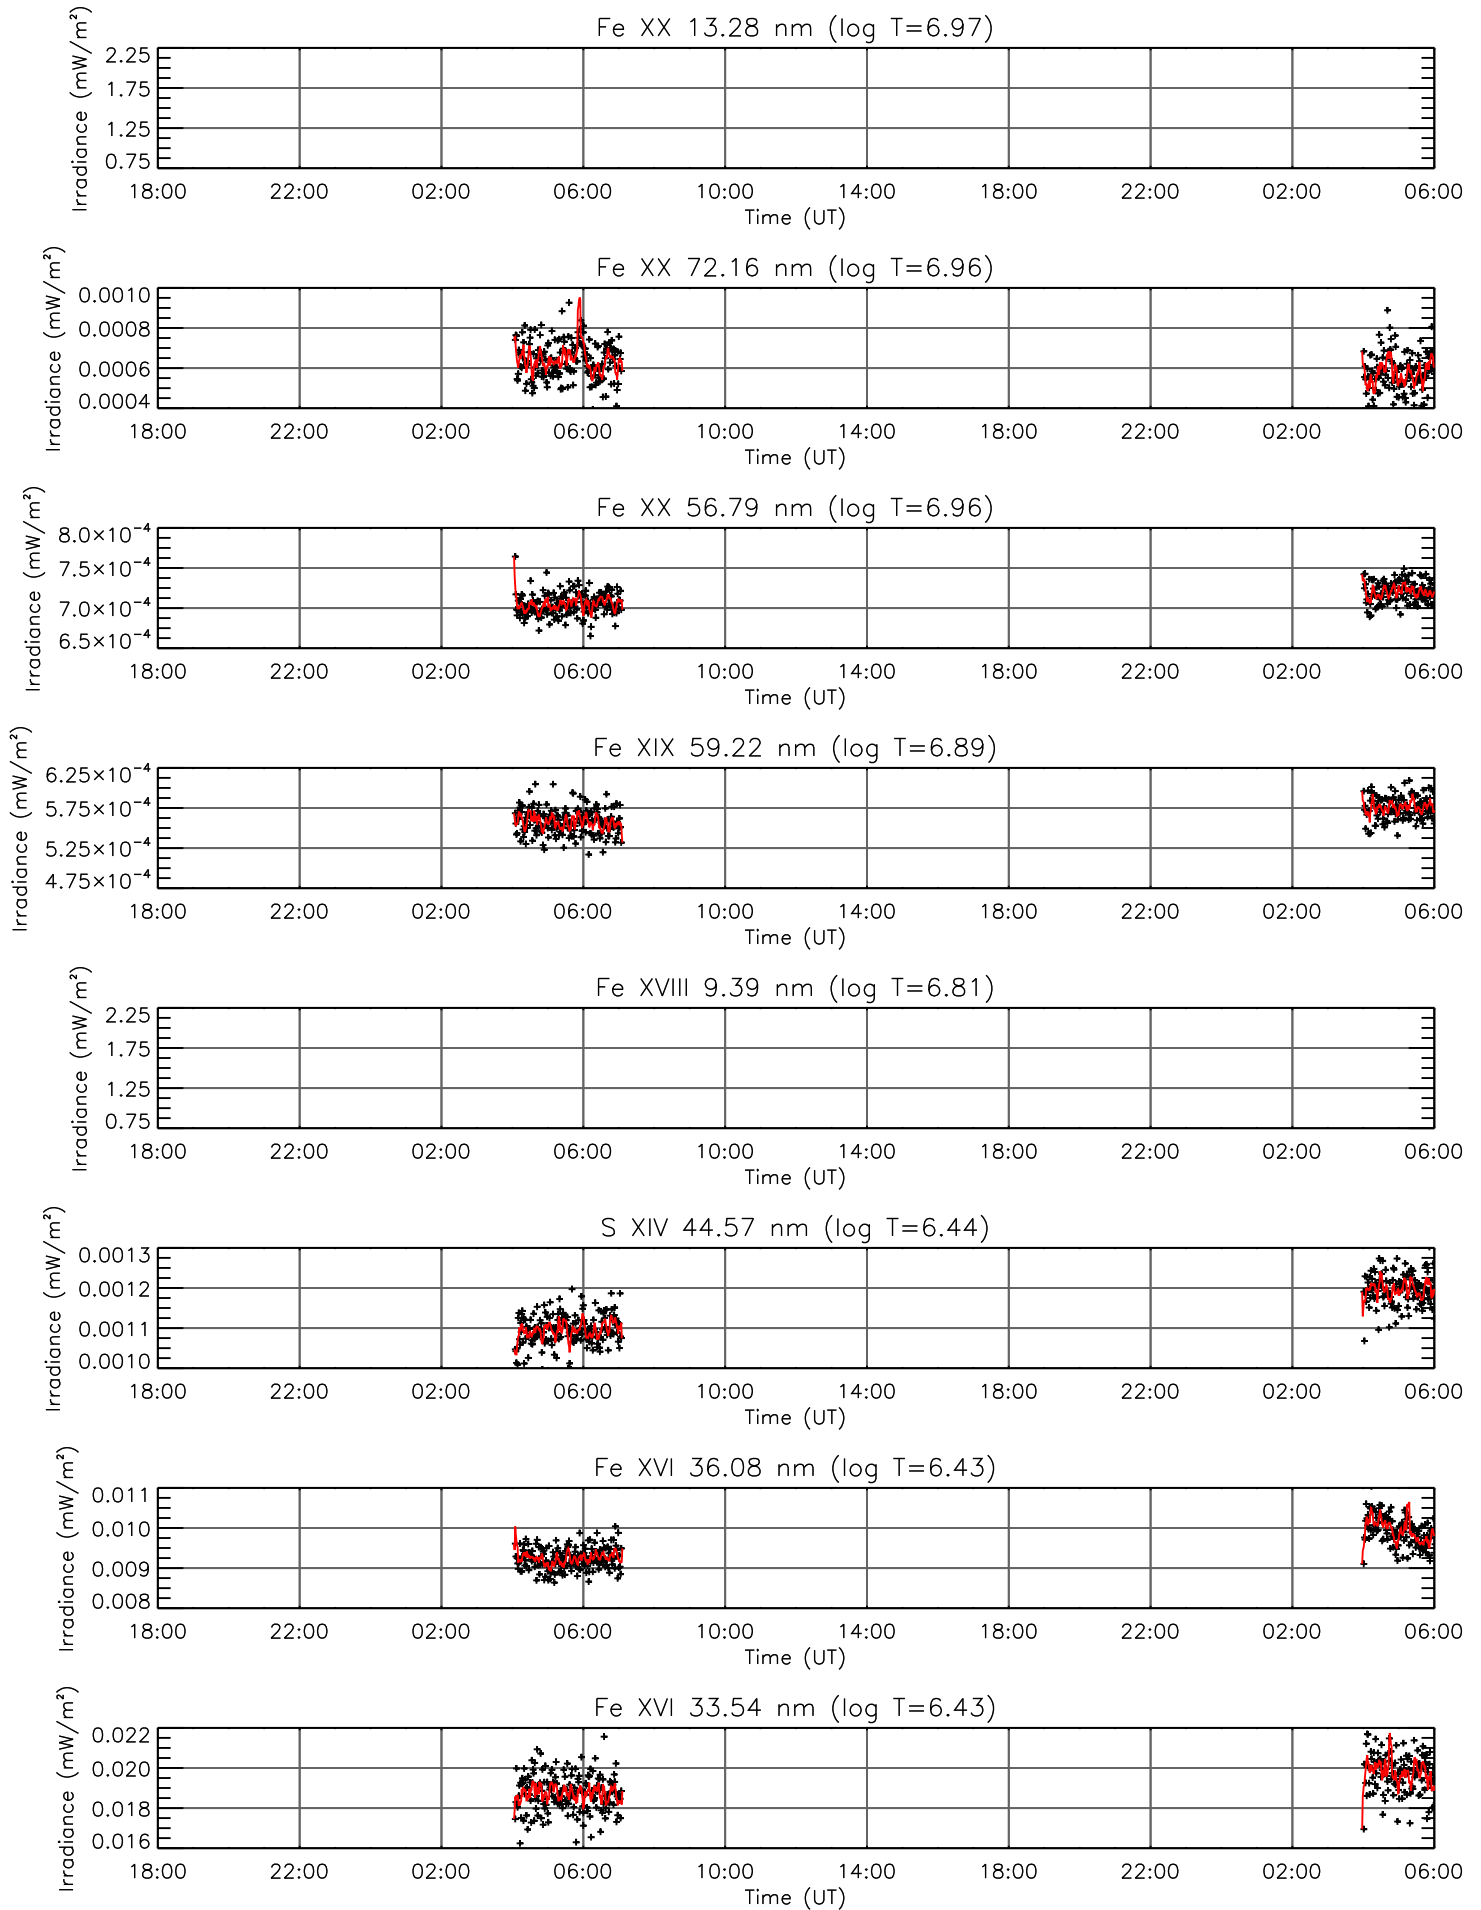 Fe XX 13.28 nm (log T=6.97)
Irradiance (mW/m²)
2.25
1.75
1.25
0.75
18:00 22:00 02:00 06:00 10:00 14:00 18:00 22:00 02:00 06:00
Time (UT)
Fe XX 72.16 nm (log T=6.96)
Irradiance (mW/m²)
0.0010
0.0008
0.0006
0.0004
18:00 22:00 02:00 06:00 10:00 14:00 18:00 22:00 02:00 06:00
Time (UT)
Fe XX 56.79 nm (log T=6.96)
Irradiance (mW/m²)
8.0×10⁻⁴
7.5×10⁻⁴
7.0×10⁻⁴
6.5×10⁻⁴
18:00 22:00 02:00 06:00 10:00 14:00 18:00 22:00 02:00 06:00
Time (UT)
Fe XIX 59.22 nm (log T=6.89)
Irradiance (mW/m²)
6.25×10⁻⁴
5.75×10⁻⁴
5.25×10⁻⁴
4.75×10⁻⁴
18:00 22:00 02:00 06:00 10:00 14:00 18:00 22:00 02:00 06:00
Time (UT)
Fe XVIII 9.39 nm (log T=6.81)
Irradiance (mW/m²)
2.25
1.75
1.25
0.75
18:00 22:00 02:00 06:00 10:00 14:00 18:00 22:00 02:00 06:00
Time (UT)
S XIV 44.57 nm (log T=6.44)
Irradiance (mW/m²)
0.0013
0.0012
0.0011
0.0010
18:00 22:00 02:00 06:00 10:00 14:00 18:00 22:00 02:00 06:00
Time (UT)
Fe XVI 36.08 nm (log T=6.43)
Irradiance (mW/m²)
0.011
0.010
0.009
0.008
18:00 22:00 02:00 06:00 10:00 14:00 18:00 22:00 02:00 06:00
Time (UT)
Fe XVI 33.54 nm (log T=6.43)
Irradiance (mW/m²)
0.022
0.020
0.018
0.016
18:00 22:00 02:00 06:00 10:00 14:00 18:00 22:00 02:00 06:00
Time (UT)